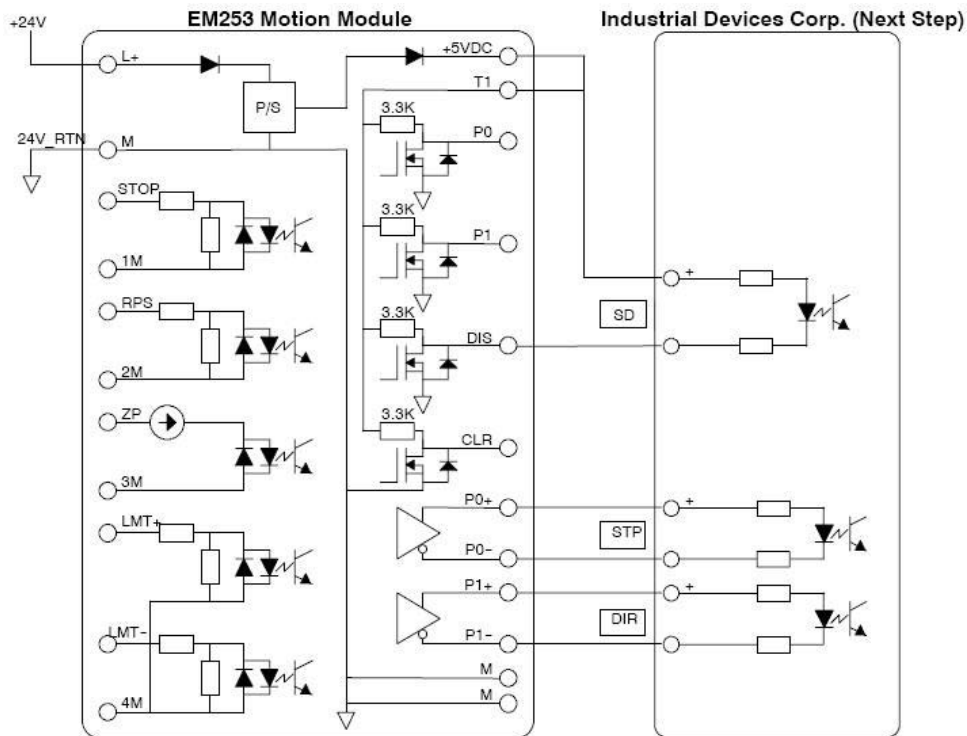 EM253 Motion Module
Industrial Devices Corp. (Next Step)
+24V
L+
P/S
+5VDC
T1
3.3K
P0
24V_RTN
M
STOP
1M
3.3K
P1
RPS
2M
3.3K
DIS
+
SD
ZP
3M
3.3K
CLR
LMT+
P0+
+
STP
P0-
LMT-
P1+
+
DIR
P1-
4M
M
M